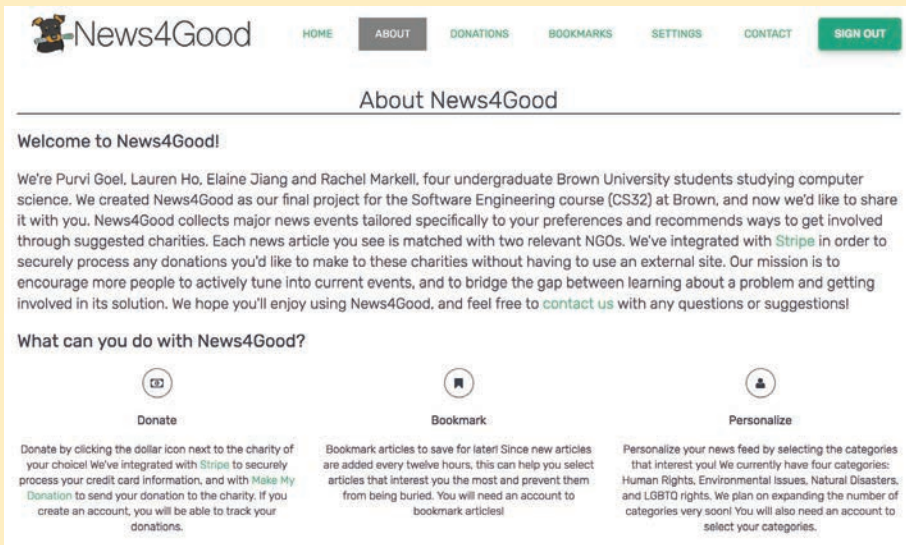 News4Good
HOME ABOUT DONATIONS BOOKMARKS SETTINGS CONTACT SIGN OUT
About News4Good
Welcome to News4Good!
We're Purvi Goel, Lauren Ho, Elaine Jiang and Rachel Markell, four undergraduate Brown University students studying computer
science. We created News4Good as our final project for the Software Engineering course (CS32) at Brown, and now we'd like to share
it with you. News4Good collects major news events tailored specifically to your preferences and recommends ways to get involved
through suggested charities. Each news article you see is matched with two relevant NGOs. We've integrated with Stripe in order to
securely process any donations you'd like to make to these charities without having to use an external site. Our mission is to
encourage more people to actively tune into current events, and to bridge the gap between learning about a problem and getting
involved in its solution. We hope you'll enjoy using News4Good, and feel free to contact us with any questions or suggestions!
What can you do with News4Good?
Donate
Donate by clicking the dollar icon next to the charity of
your choice! We've integrated with Stripe to securely
process your credit card information, and with Make My
Donation to send your donation to the charity. If you
create an account, you will be able to track your
donations.
Bookmark
Bookmark articles to save for later! Since new articles
are added every twelve hours, this can help you select
articles that interest you the most and prevent them
from being buried. You will need an account to
bookmark articles!
Personalize
Personalize your news feed by selecting the categories
that interest you! We currently have four categories:
Human Rights, Environmental Issues, Natural Disasters,
and LGBTQ rights. We plan on expanding the number of
categories very soon! You will also need an account to
select your categories.